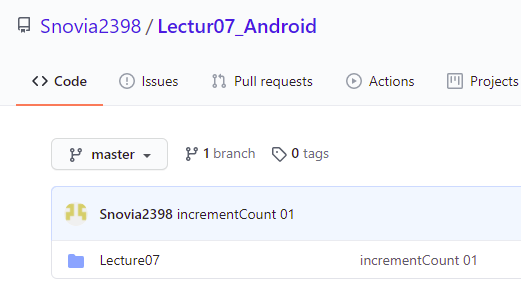 Snovia2398 / Lectur07_Android
Code Issues Pull requests Actions Projects
master 1 branch 0 tags
Snovia2398 incrementCount 01
Lecture07 incrementCount 01